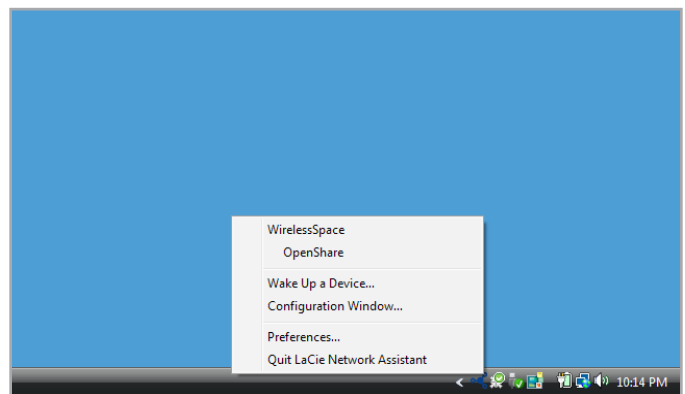 WirelessSpace
OpenShare
Wake Up a Device...
Configuration Window...
Preferences...
Quit LaCie Network Assistant
10:14 PM